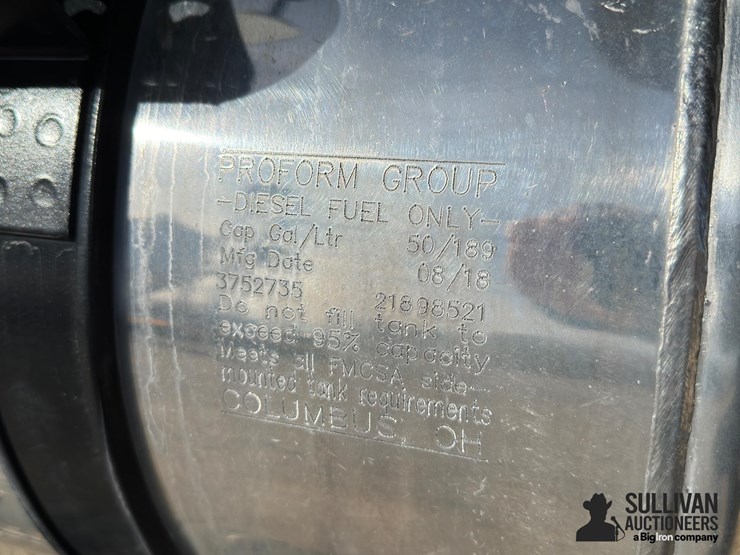 PROFORM GROUP
-DIESEL FUEL ONLY-
Cap Gal/Ltr 50/189
Mfg Date 08/18
3752735 21898521
Do not fill tank to
exceed 95% capacity
Meets all FMCSA side-
mounted tank requirements
COLUMBUS, OH
SULLIVAN
AUCTIONEERS
a BigIron company